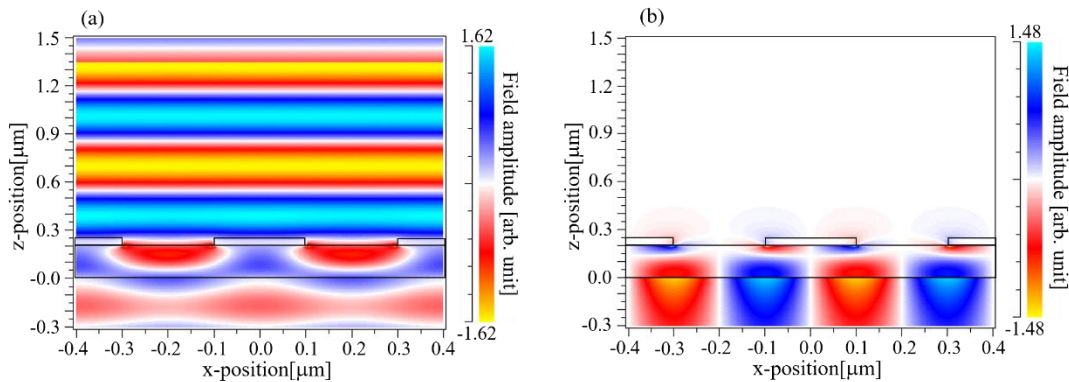 (a)
1.5
1.2
0.9
0.6
0.3
-0.0
-0.3
z-position[μm]
-0.4 -0.3 -0.2 -0.1 0.0 0.1 0.2 0.3 0.4
x-position[μm]
1.62
Field amplitude [arb. unit]
-1.62
(b)
1.5
1.2
0.9
0.6
0.3
0.0
-0.3
z-position[μm]
-0.4 -0.3 -0.2 -0.1 0.0 0.1 0.2 0.3 0.4
x-position[μm]
1.48
Field amplitude [arb. unit]
-1.48